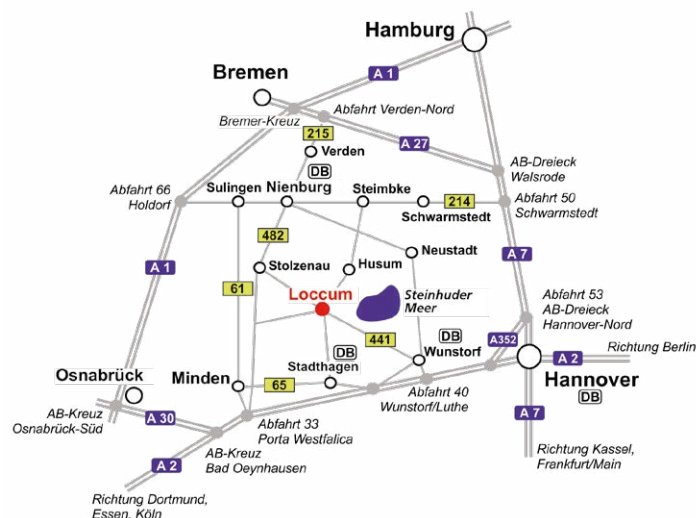 Hamburg
A 1
Bremen
Abfahrt Verden-Nord
Bremer-Kreuz
215
A 27
Verden
DB
AB-Dreieck
Walsrode
Abfahrt 66
Holdorf
Sulingen
Nienburg
Steimbke
214
Schwarmstedt
Abfahrt 50
Schwarmstedt
482
Neustadt
A 7
A 1
Stolzenau
Husum
61
Loccum
Steinhuder
Meer
Abfahrt 53
AB-Dreieck
Hannover-Nord
441
DB
A352
Richtung Berlin
DB
Wunstorf
A 2
Stadthagen
Osnabrück
Minden
65
Hannover
DB
Abfahrt 40
Wunstorf/Luthe
AB-Kreuz
Osnabrück-Süd
A 30
Abfahrt 33
Porta Westfalica
A 7
AB-Kreuz
Bad Oeynhausen
A 2
Richtung Kassel,
Frankfurt/Main
Richtung Dortmund,
Essen, Köln